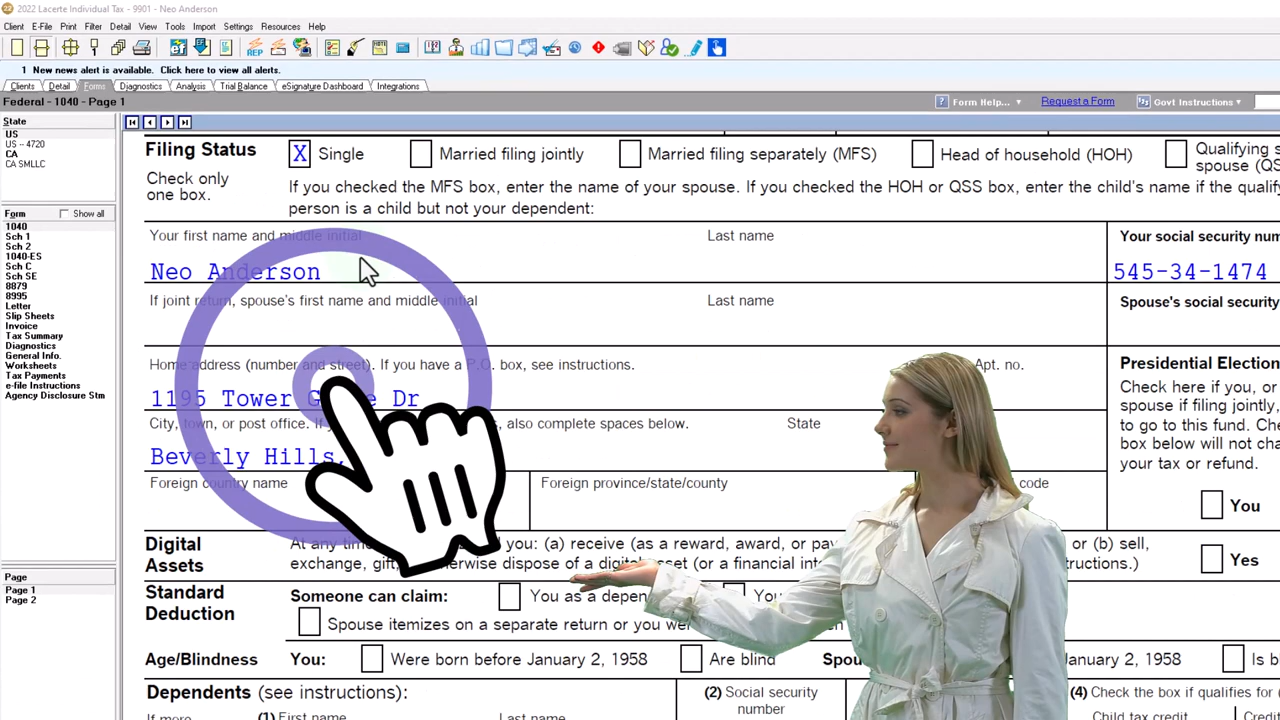 2022 Lacerte Individual Tax - 9901 - Neo Anderson
Client E-File Print Filter Detail View Tools Import Settings Resources Help
1 New news alert is available. Click here to view all alerts.
Clients Detail Forms Diagnostics Analysis Trial Balance eSignature Dashboard Integrations
Federal - 1040 - Page 1
Form Help... Request a Form Govt Instructions
State
US
US -- 4720
CA
CA SMLLC
Form Show all
1040
Sch 1
Sch 2
1040-ES
Sch C
Sch SE
8879
8995
Letter
Slip Sheets
Invoice
Tax Summary
Diagnostics
General Info.
Worksheets
Tax Payments
e-file Instructions
Agency Disclosure Stm
Page
Page 1
Page 2
Filing Status X Single Married filing jointly Married filing separately (MFS) Head of household (HOH) Qualifying
spouse
Check only
one box.
If you checked the MFS box, enter the name of your spouse. If you checked the HOH or QSS box, enter the child's name if the
person is a child but not your dependent:
Your first name and middle initial Last name Your social security
Neo Anderson 545-34-1474
If joint return, spouse's first name and middle initial Last name Spouse's social security
Home address (number and street). If you have a P.O. box, see instructions. Apt. no.
1195 Tower Dr
City, town, or post office. also complete spaces below. State
Beverly Hills,
Foreign country name Foreign province/state/county code
Presidential
Check here if you, or
spouse if filing jointly,
to go to this fund.
box below will not
your tax or refund.
You
Digital
Assets
At any time you: (a) receive (as a reward, award, or or (b) sell,
exchange, otherwise dispose of a digital asset (or a financial Yes
Standard
Deduction
Someone can claim: You as a
Spouse itemizes on a separate return or you
Age/Blindness You: Were born before January 2, 1958 Are blind January 2, 1958
Dependents (see instructions): (2) Social security
number
(4) Check the box if qualifies for
If more (1) First name Last name Child tax credit